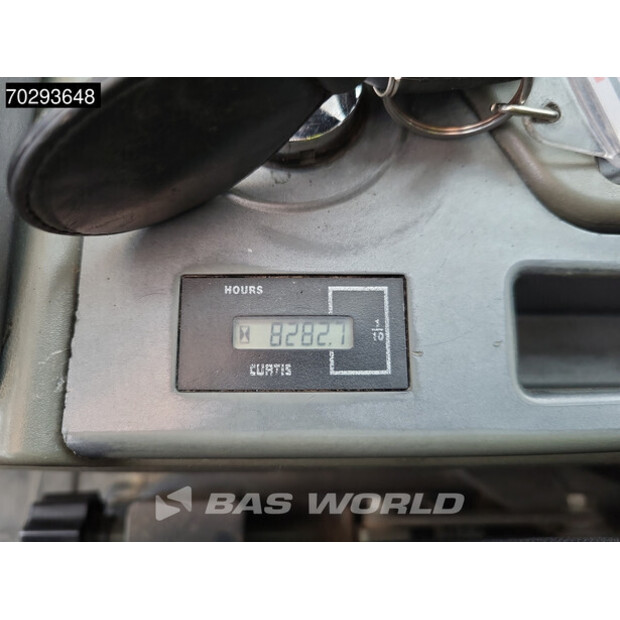 70293648
HOURS
8282.1
1/10
CURTIS
BAS WORLD